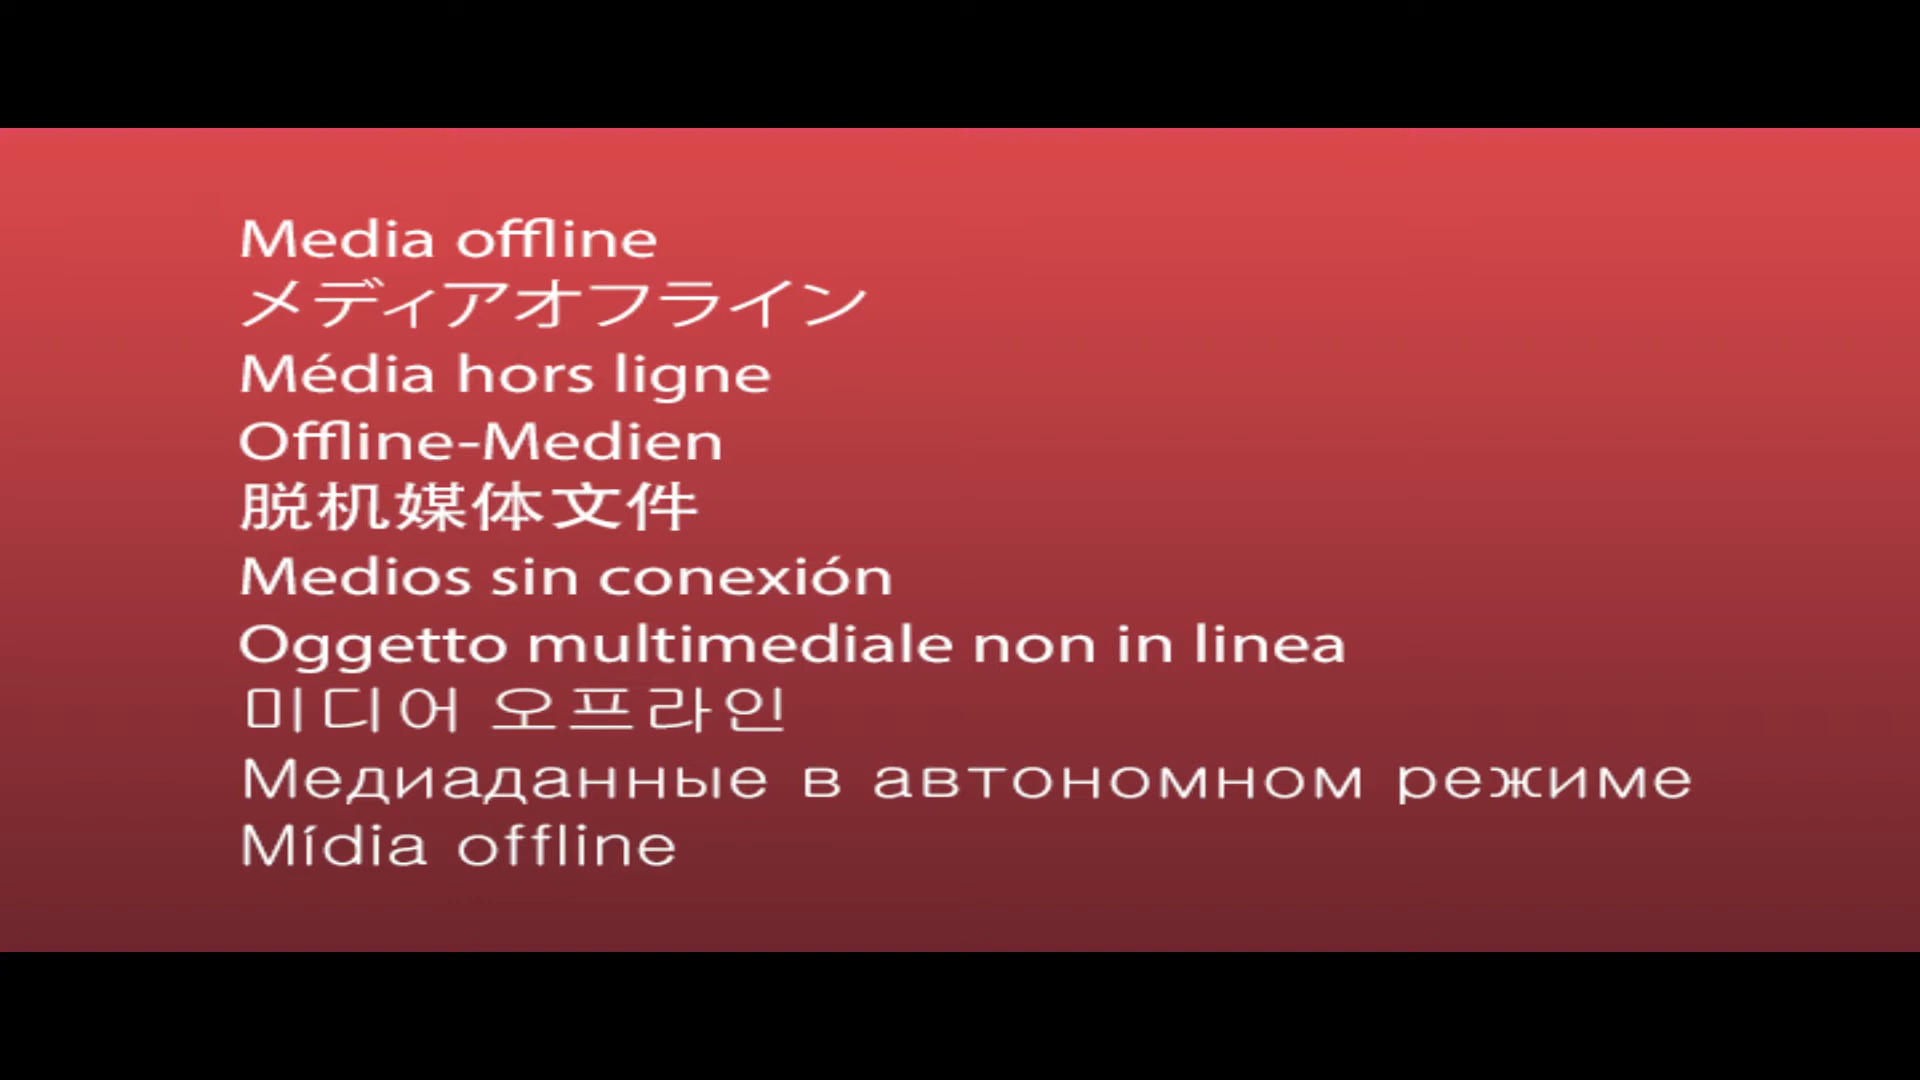 Media offline
メディアオフライン
Média hors ligne
Offline-Medien
脱机媒体文件
Medios sin conexión
Oggetto multimediale non in linea
미디어 오프라인
Медиаданные в автономном режиме
Mídia offline